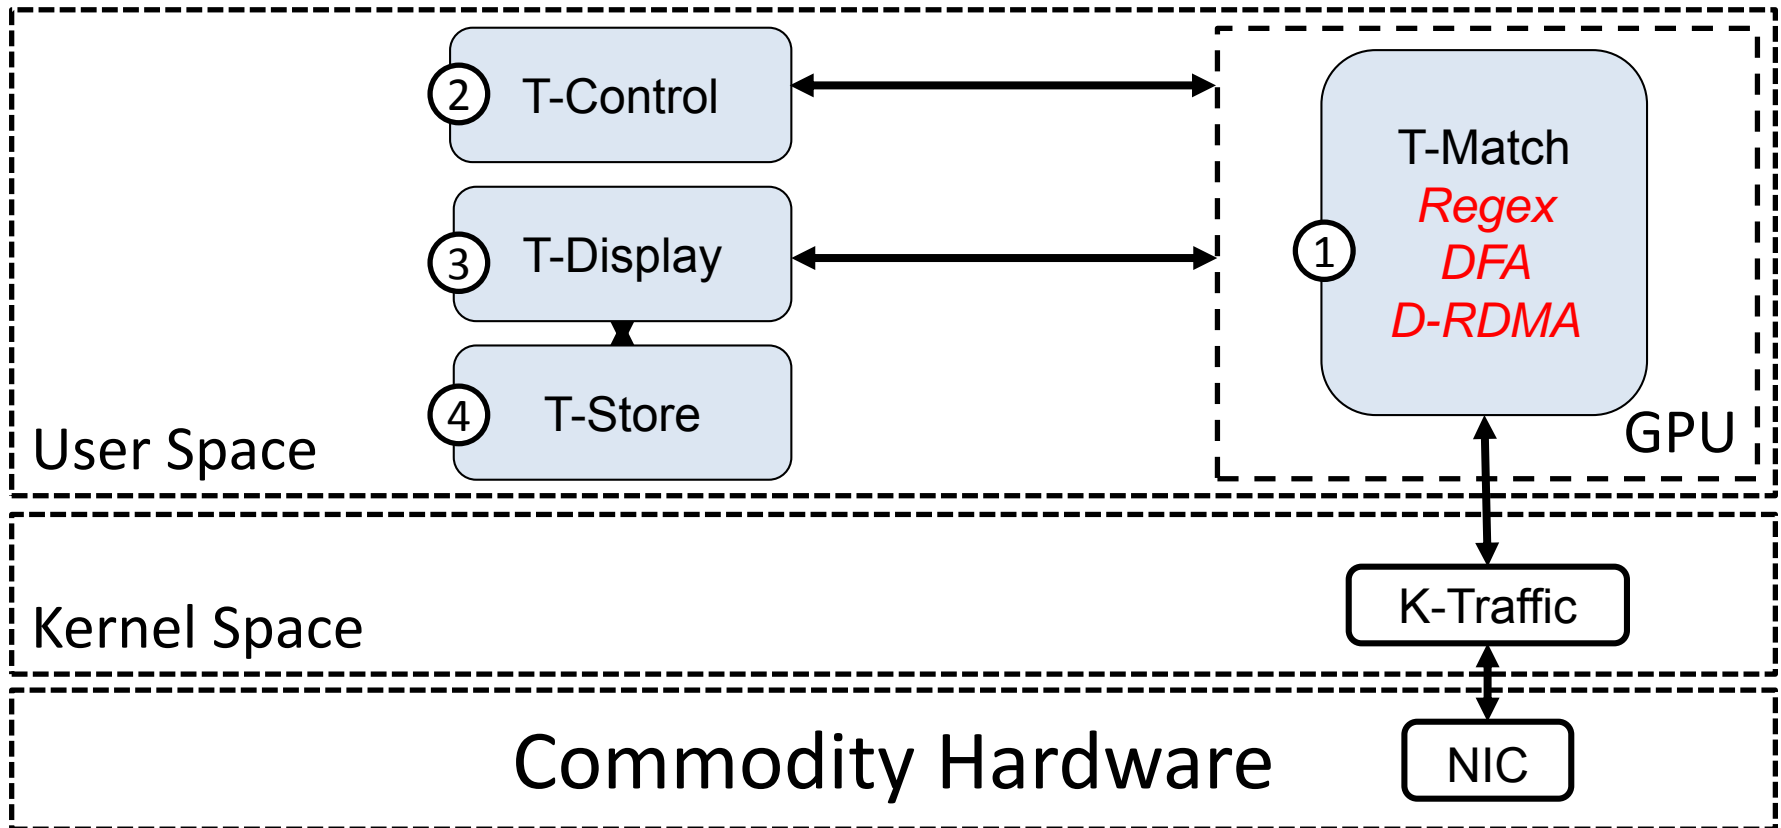 2
T-Control
3
T-Display
4
T-Store
User Space
1
T-Match
Regex
DFA
D-RDMA
GPU
Kernel Space
K-Traffic
Commodity Hardware
NIC